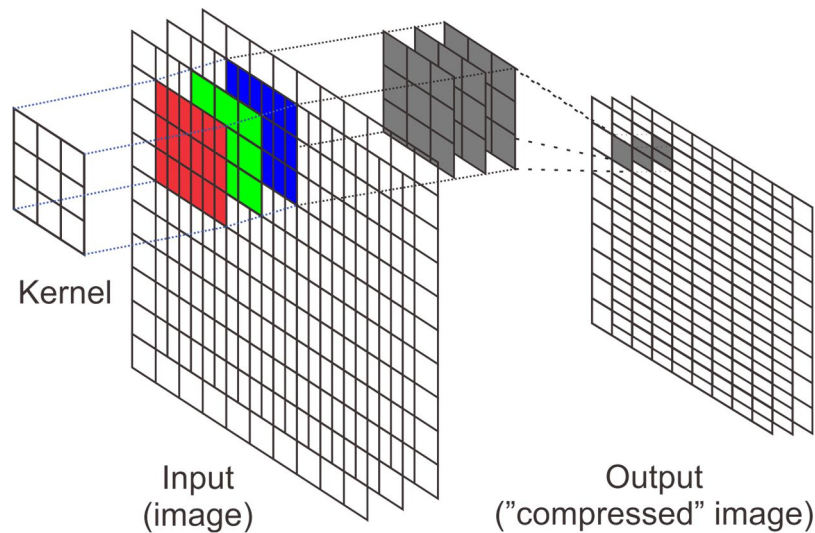 Kernel
Input
(image)
Output
(”compressed” image)